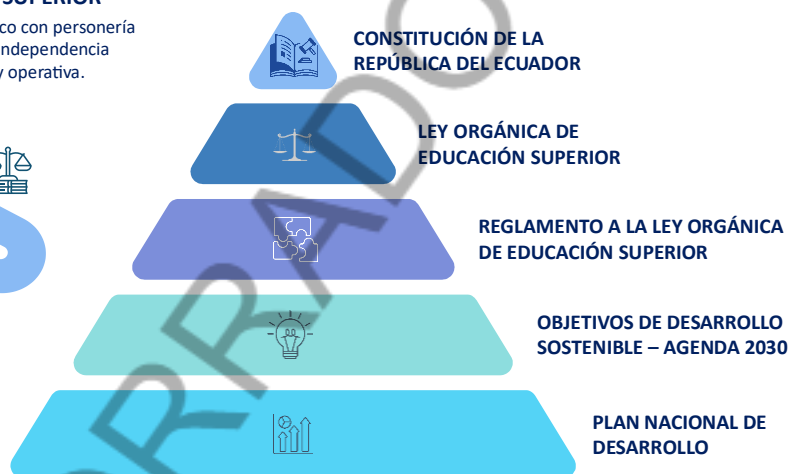 SUPERIOR
co con personería
independencia
y operativa.
CONSTITUCIÓN DE LA
REPÚBLICA DEL ECUADOR
LEY ORGÁNICA DE
EDUCACIÓN SUPERIOR
REGLAMENTO A LA LEY ORGÁNICA
DE EDUCACIÓN SUPERIOR
OBJETIVOS DE DESARROLLO
SOSTENIBLE – AGENDA 2030
PLAN NACIONAL DE
DESARROLLO
RRADO